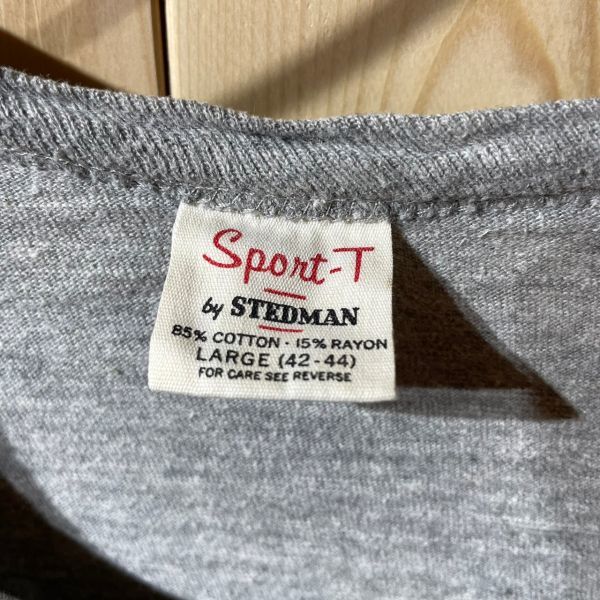 Sport-T
by STEDMAN
85% COTTON · 15% RAYON
LARGE (42-44)
FOR CARE SEE REVERSE